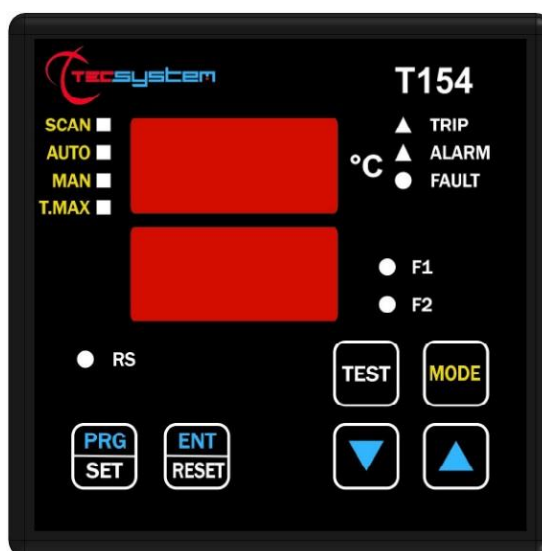 TECSYSTEM
T154
SCAN
AUTO
MAN
T.MAX
°C
TRIP
ALARM
FAULT
F1
F2
RS
TEST
MODE
PRG
SET
ENT
RESET